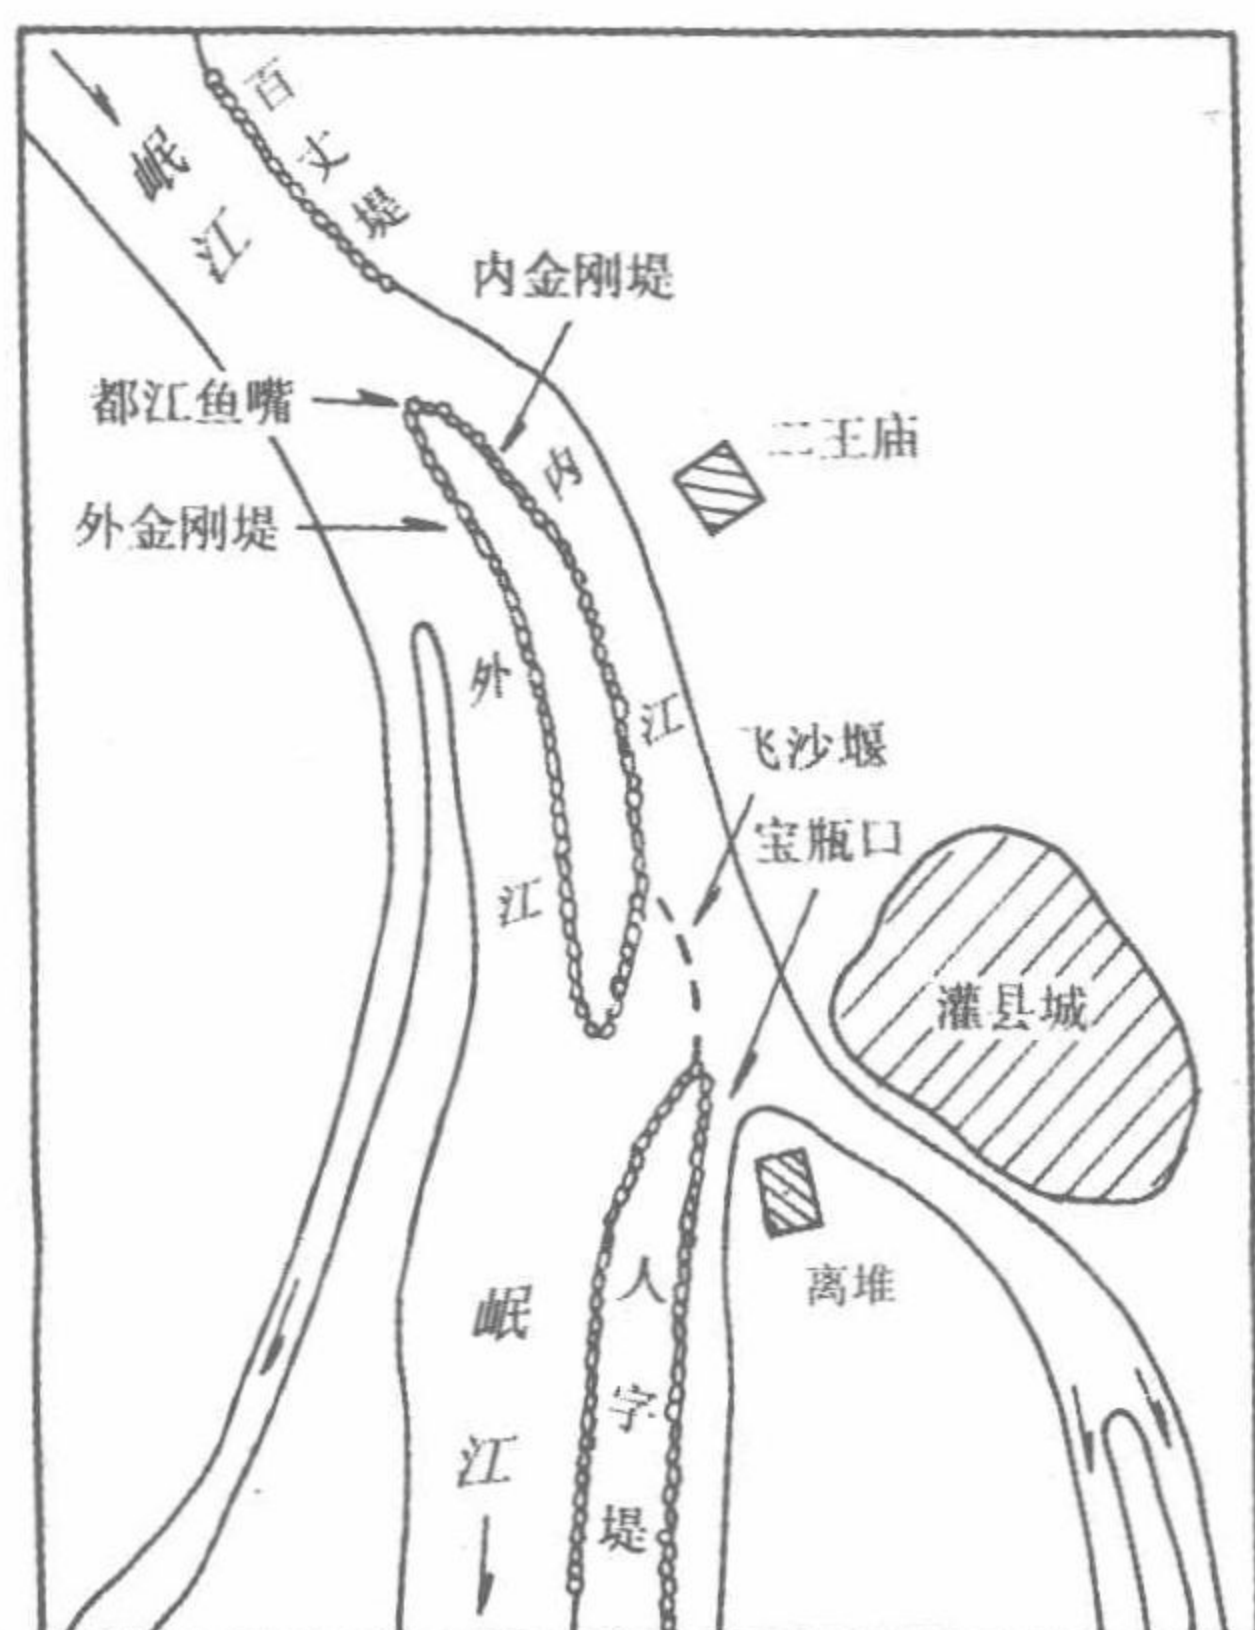 百丈堤
岷江
内金刚堤
都江鱼嘴
二王庙
内江
外金刚堤
外江
飞沙堰
宝瓶口
灌县城
离堆
人字堤
岷江